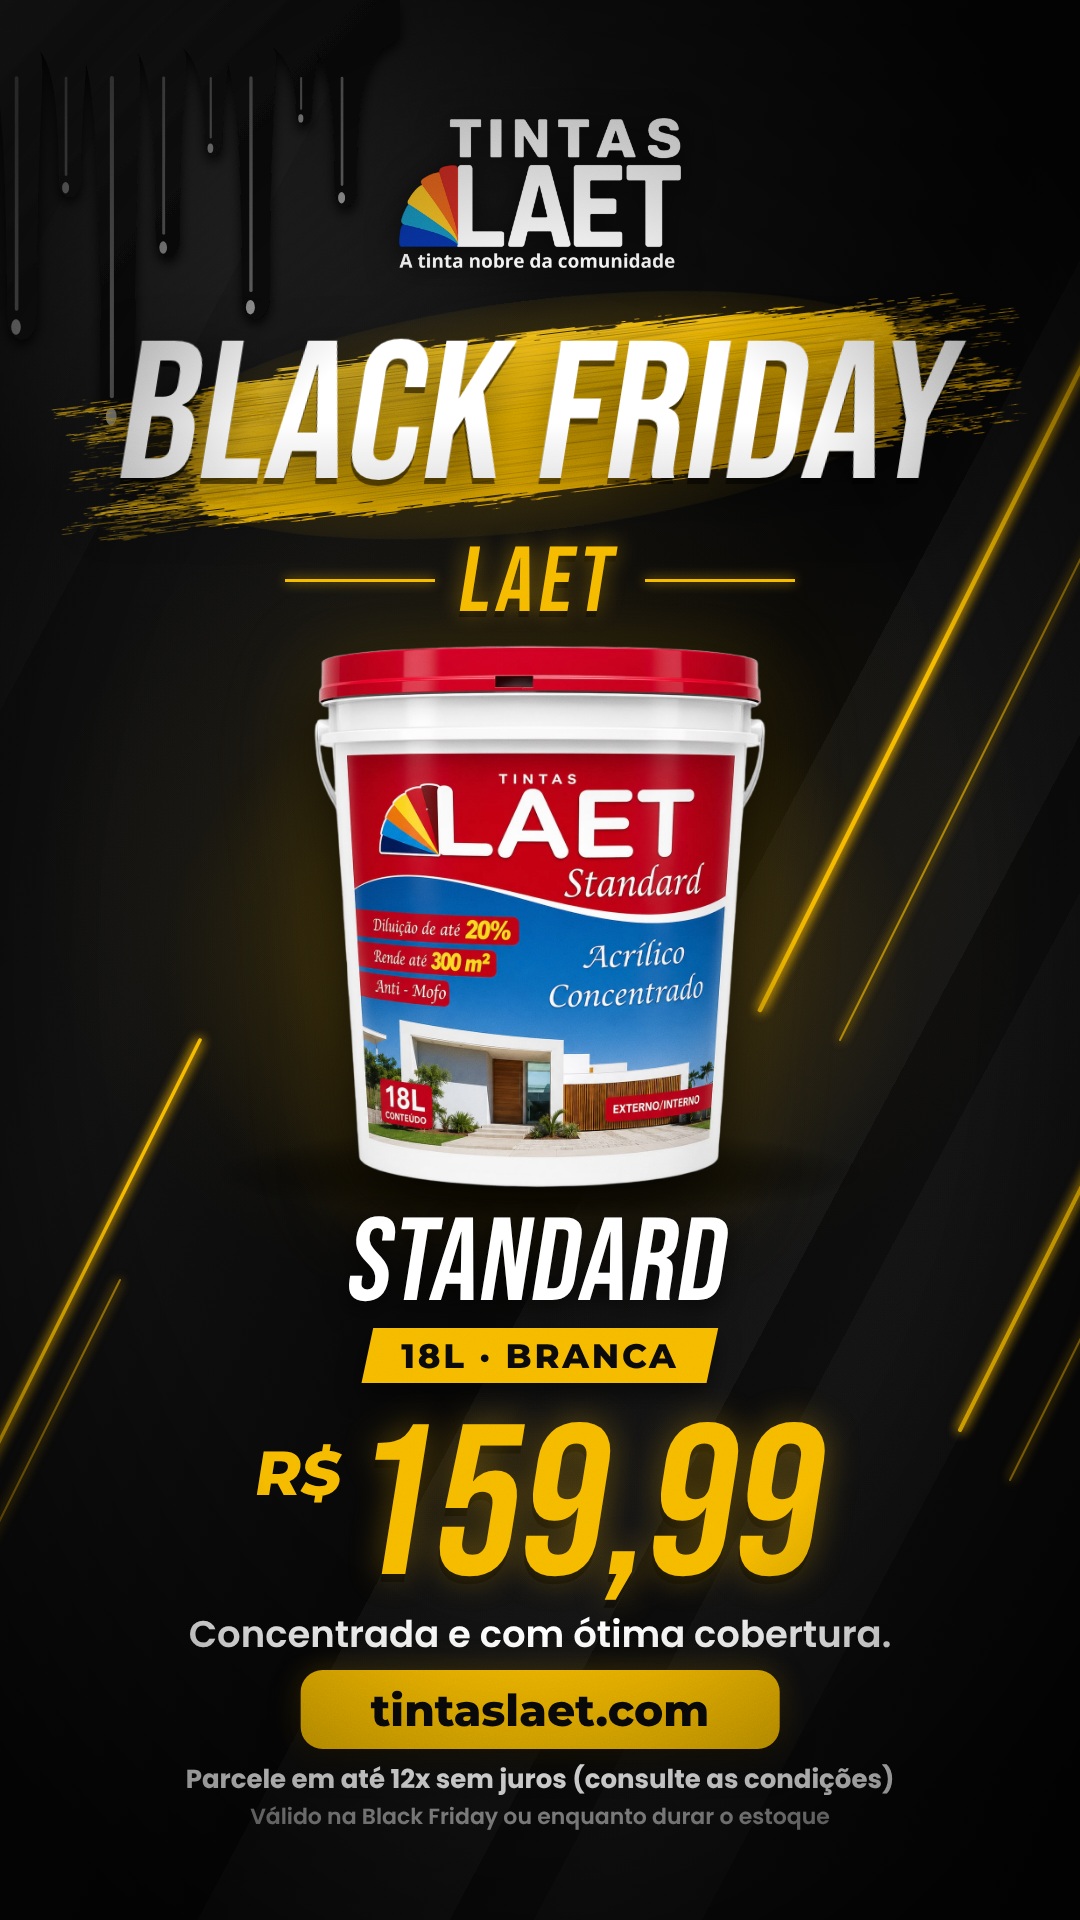 TINTAS
LAET
A tinta nobre da comunidade
BLACK FRIDAY
LAET
TINTAS
LAET
Standard
Diluição de até 20%
Rende até 300 m²
Anti - Mofo
Acrílico
Concentrado
18L
CONTEÚDO
EXTERNO/INTERNO
STANDARD
18L · BRANCA
R$ 159,99
Concentrada e com ótima cobertura.
tintaslaet.com
Parcele em até 12x sem juros (consulte as condições)
Válido na Black Friday ou enquanto durar o estoque